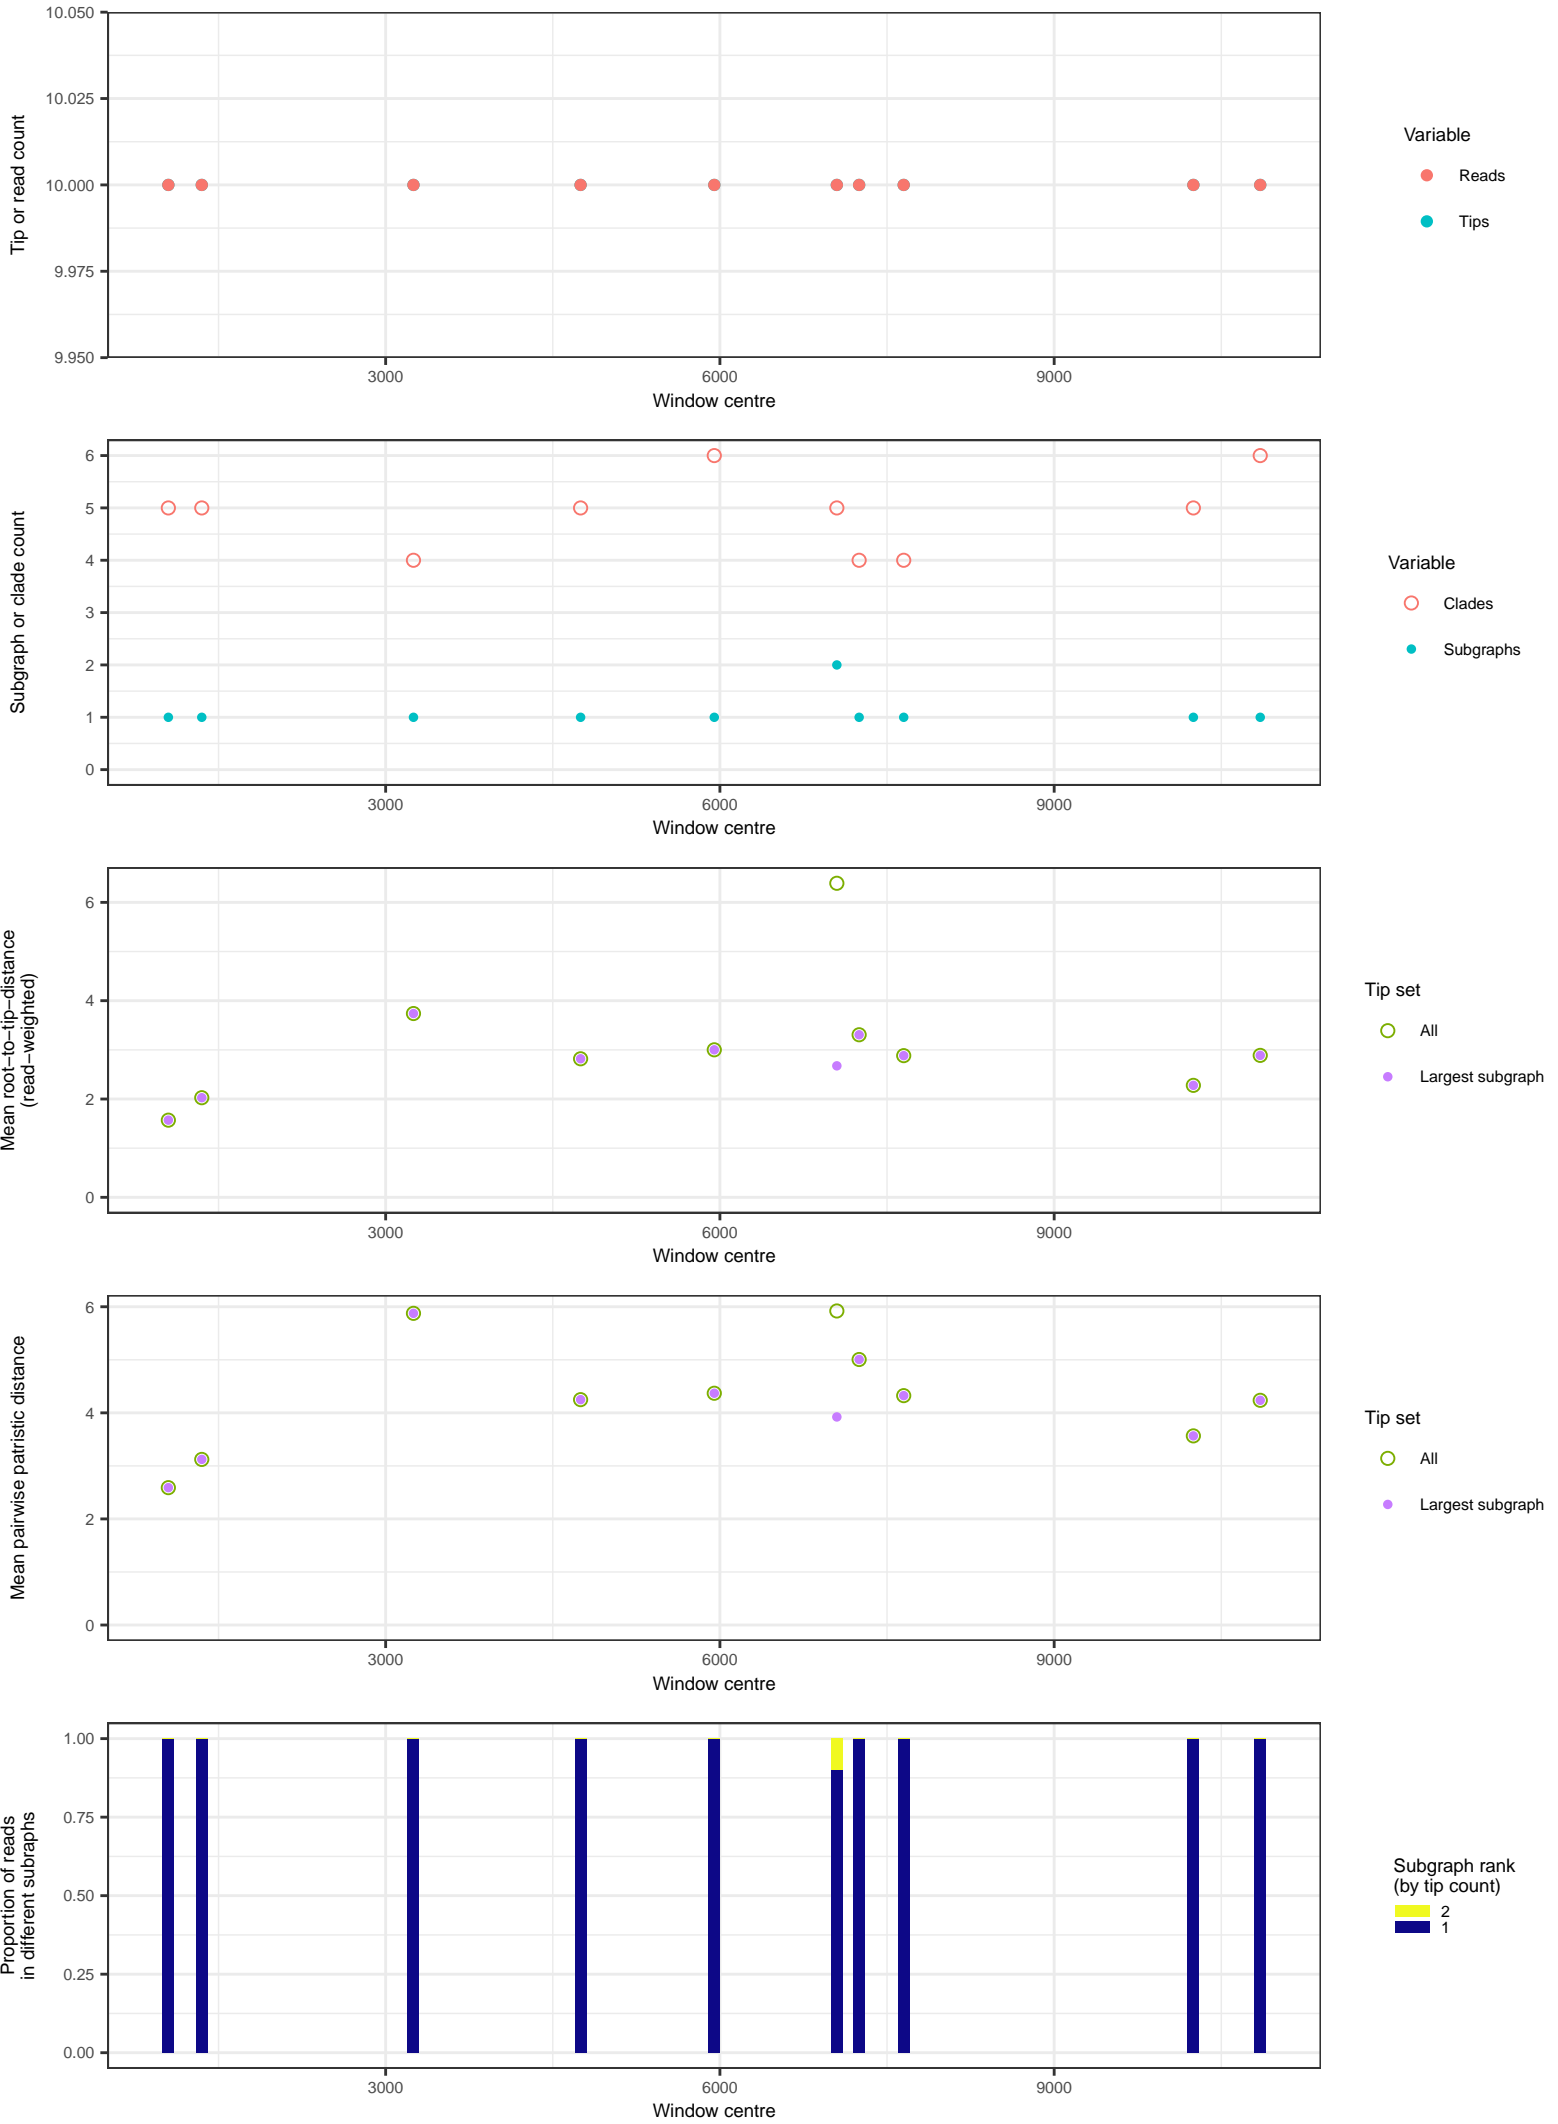 10.050
10.025
10.000
9.975
9.950
Tip or read count
3000 6000 9000
Window centre
Variable
Reads
Tips
6
5
4
3
2
1
0
Subgraph or clade count
3000 6000 9000
Window centre
Variable
Clades
Subgraphs
6
4
2
0
Mean root−to−tip−distance
(read−weighted)
3000 6000 9000
Window centre
Tip set
All
Largest subgraph
6
4
2
0
Mean pairwise patristic distance
3000 6000 9000
Window centre
Tip set
All
Largest subgraph
1.00
0.75
0.50
0.25
0.00
Proportion of reads
in different subraphs
3000 6000 9000
Window centre
Subgraph rank
(by tip count)
2
1